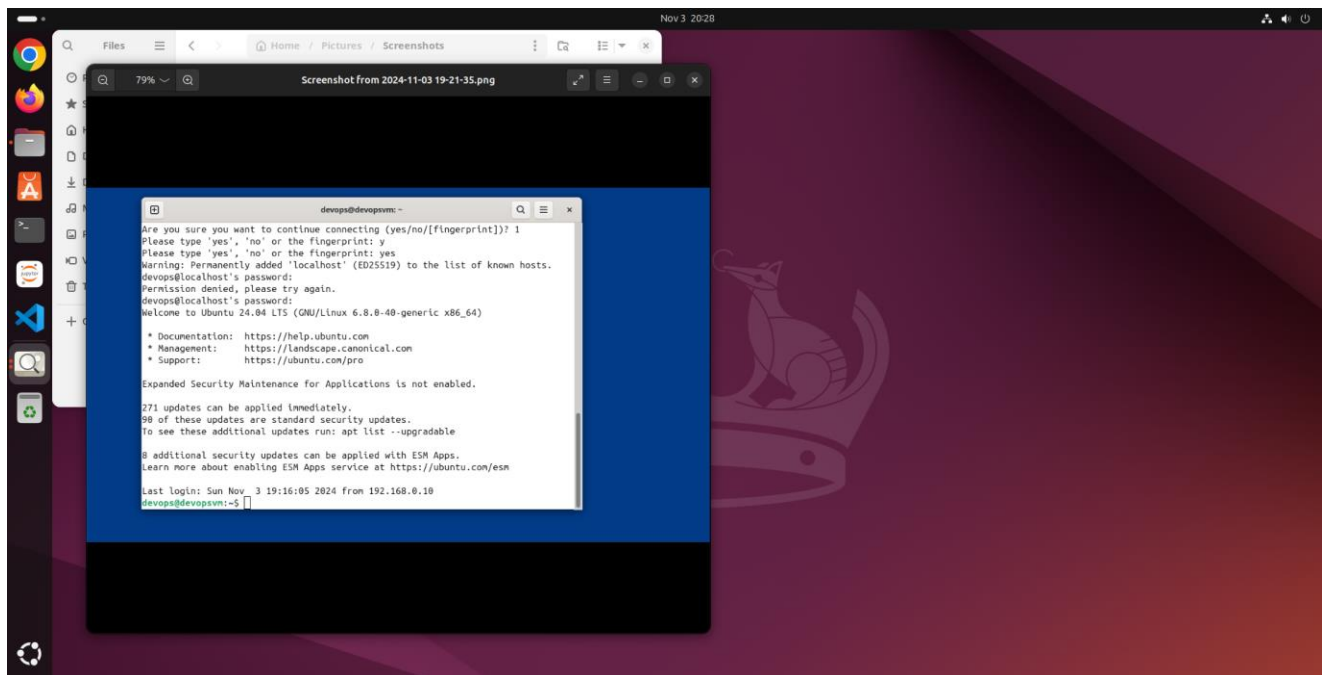 Nov 3 20:28
Files
Home / Pictures / Screenshots
79%
Screenshot from 2024-11-03 19-21-35.png
devops@devopsvm: ~
Are you sure you want to continue connecting (yes/no/[fingerprint])? 1
Please type 'yes', 'no' or the fingerprint: y
Please type 'yes', 'no' or the fingerprint: yes
Warning: Permanently added 'localhost' (ED25519) to the list of known hosts.
devops@localhost's password:
Permission denied, please try again.
devops@localhost's password:
Welcome to Ubuntu 24.04 LTS (GNU/Linux 6.8.0-40-generic x86_64)
* Documentation: https://help.ubuntu.com
* Management: https://landscape.canonical.com
* Support: https://ubuntu.com/pro
Expanded Security Maintenance for Applications is not enabled.
271 updates can be applied immediately.
90 of these updates are standard security updates.
To see these additional updates run: apt list --upgradable
8 additional security updates can be applied with ESM Apps.
Learn more about enabling ESM Apps service at https://ubuntu.com/esm
Last login: Sun Nov 3 19:16:05 2024 from 192.168.0.10
devops@devopsvm:~$